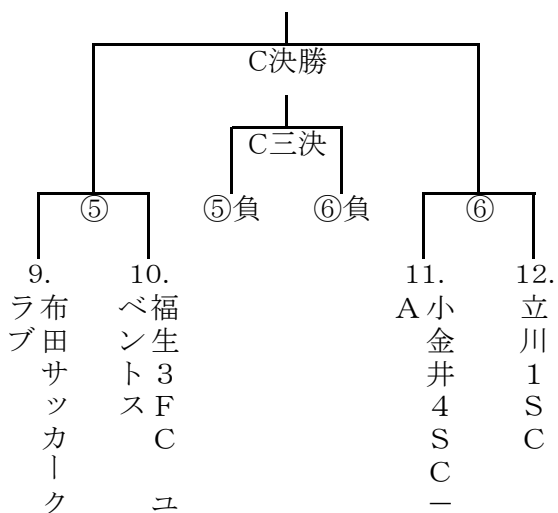 C決勝
C三決
⑤
⑤負
⑥負
⑥
9.
10.
11.
12.
布田サッカーク
ラブ
福生3FC ユ
ベントス
小金井4SC－
A
立川1SC